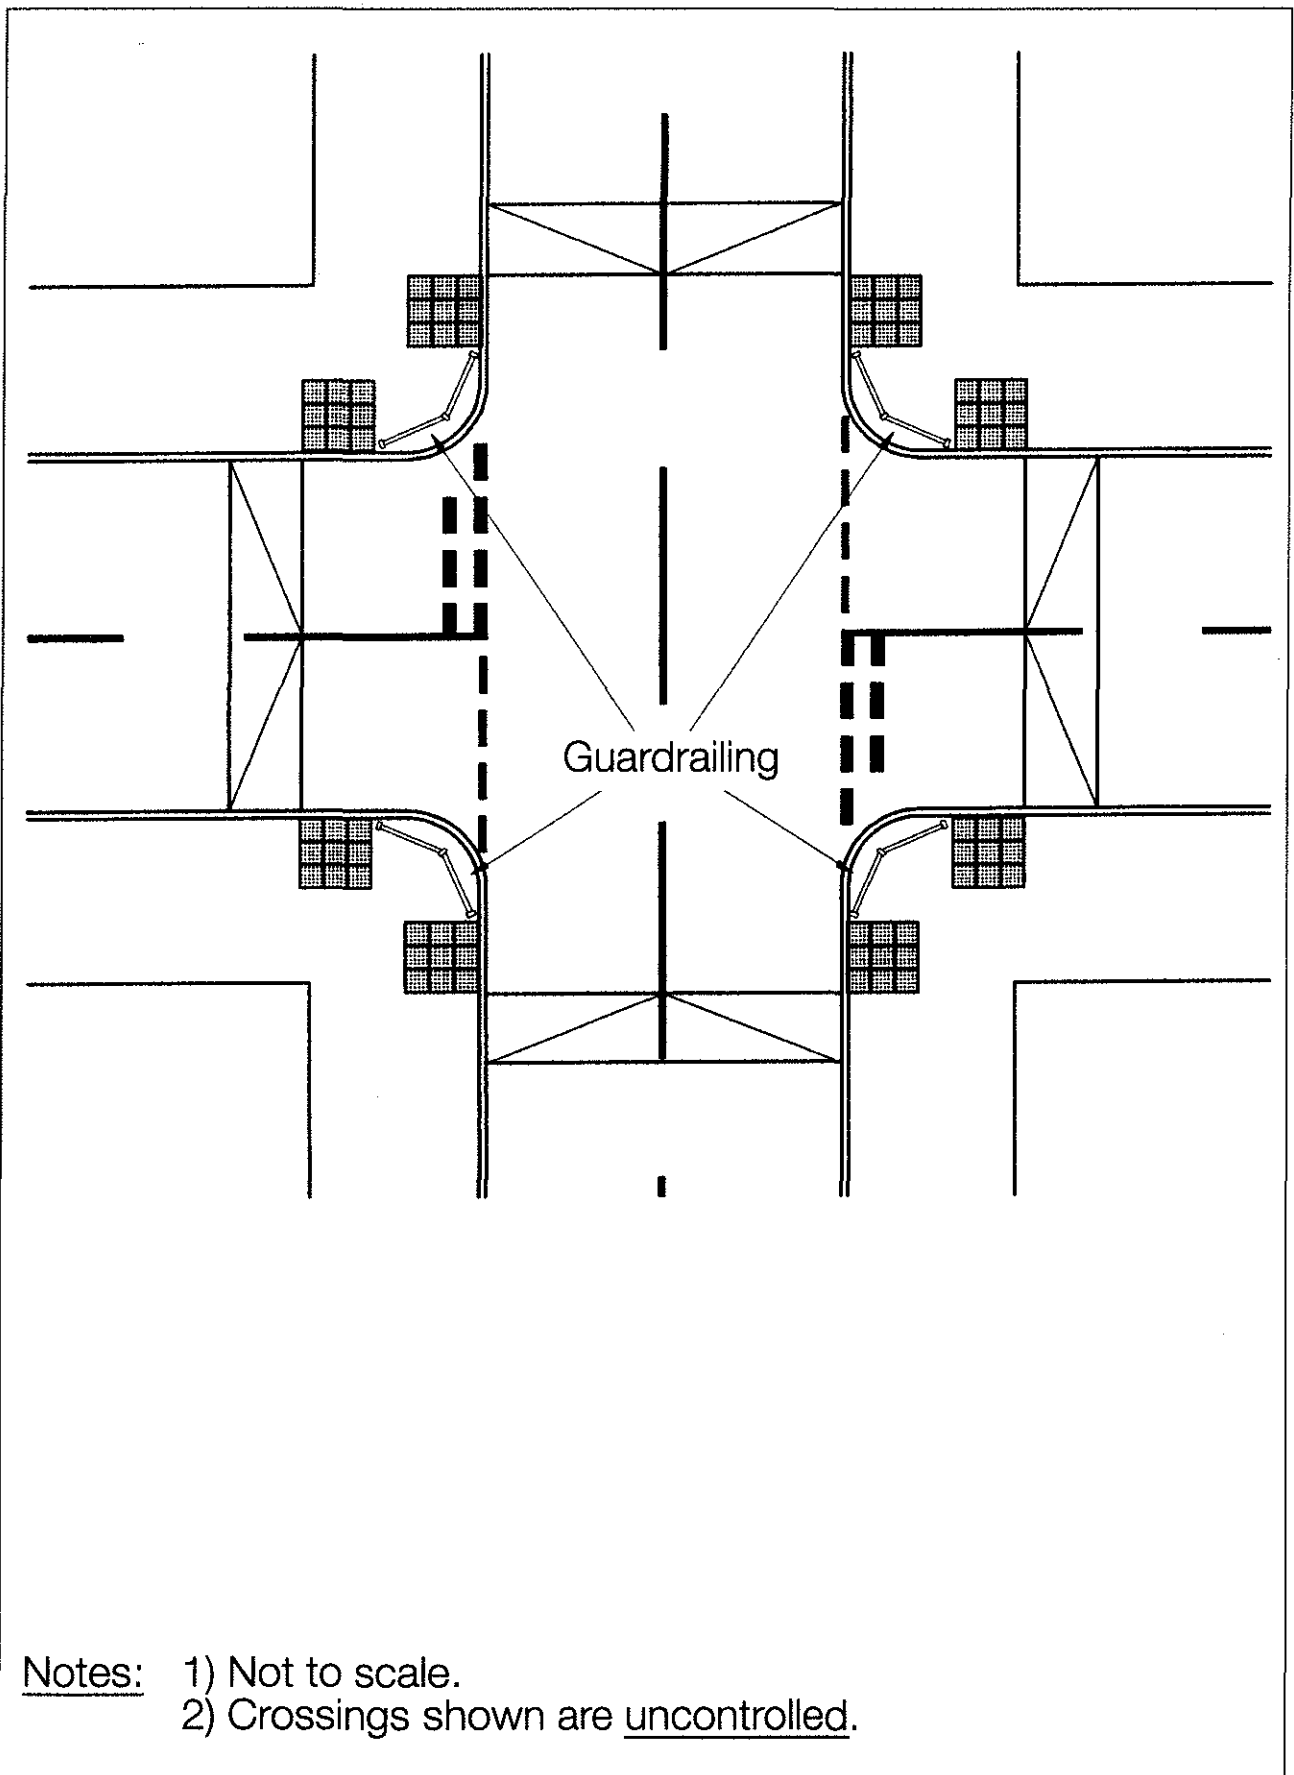 Guardrailing
Notes: 1) Not to scale.
2) Crossings shown are uncontrolled.